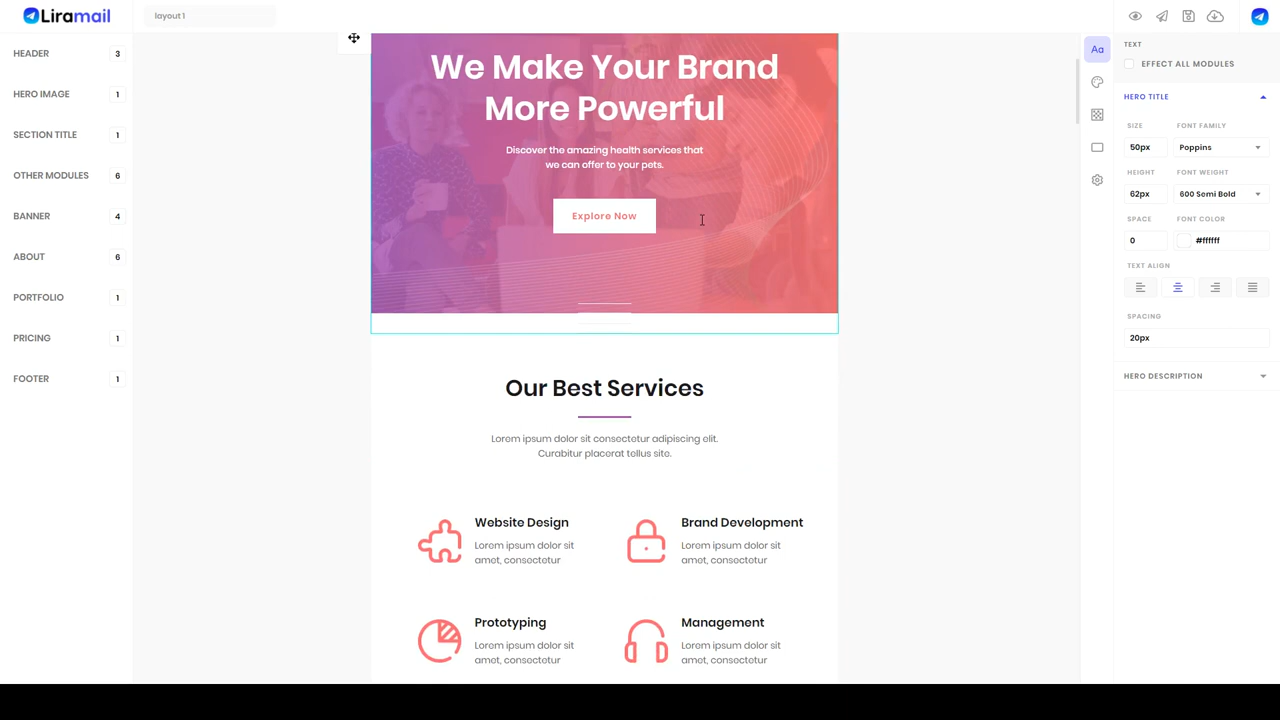 Liramail
layout 1
HEADER 3
HERO IMAGE 1
SECTION TITLE 1
OTHER MODULES 6
BANNER 4
ABOUT 6
PORTFOLIO 1
PRICING 1
FOOTER 1
We Make Your Brand
More Powerful
Discover the amazing health services that
we can offer to your pets.
Explore Now
Our Best Services
Lorem ipsum dolor sit consectetur adipiscing elit.
Curabitur placerat tellus site.
Website Design
Lorem ipsum dolor sit
amet, consectetur
Brand Development
Lorem ipsum dolor sit
amet, consectetur
Prototyping
Lorem ipsum dolor sit
amet, consectetur
Management
Lorem ipsum dolor sit
amet, consectetur
Aa
TEXT
EFFECT ALL MODULES
HERO TITLE
SIZE FONT FAMILY
50px Poppins
HEIGHT FONT WEIGHT
62px 600 Semi Bold
SPACE FONT COLOR
0 #ffffff
TEXT ALIGN
SPACING
20px
HERO DESCRIPTION